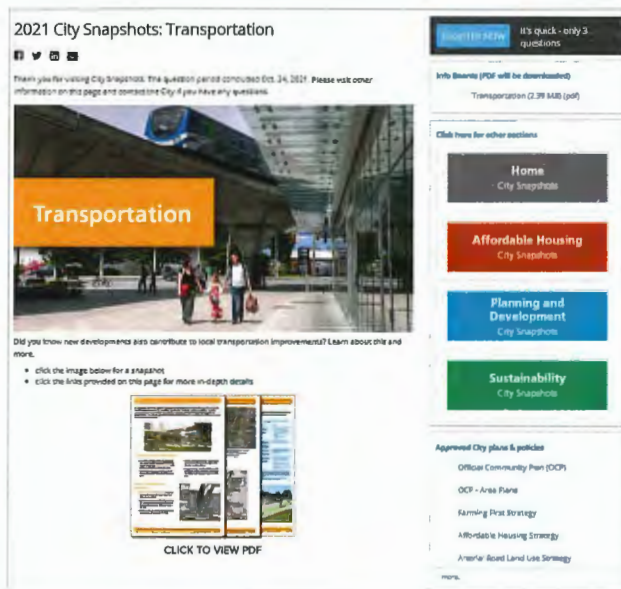 2021 City Snapshots: Transportation
Thank you for visiting City Snapshots. The question period concluded Oct. 24, 2021. Please visit other
information on this page and contact the City if you have any questions.
Transportation
Did you know new developments also contribute to local transportation improvements? Learn about this and
more.
click the image below for a snapshot
click the links provided on this page for more in-depth details
CLICK TO VIEW PDF
REGISTER NOW
It's quick - only 3
questions
Info Boards (PDF will be downloaded)
Transportation (2.39 MB) (pdf)
Click here for other sections
Home
City Snapshots
Affordable Housing
City Snapshots
Planning and
Development
City Snapshots
Sustainability
City Snapshots
Approved City plans & policies
Official Community Plan (OCP)
OCP - Area Plans
Farming First Strategy
Affordable Housing Strategy
Arterial Road Land Use Strategy
more.